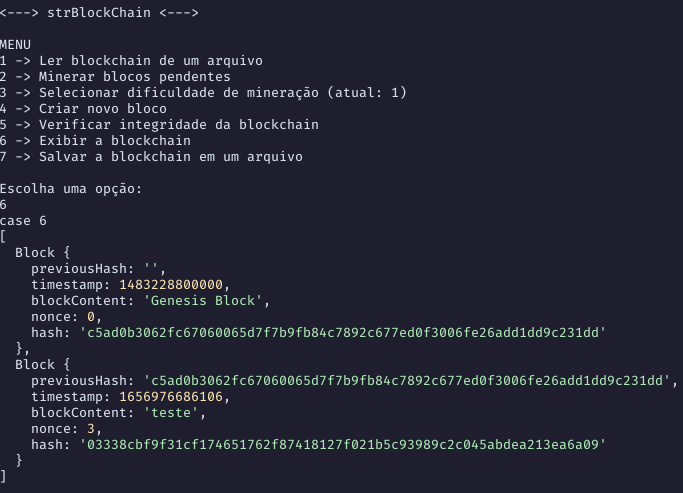 <---> strBlockChain <--->
MENU
1 -> Ler blockchain de um arquivo
2 -> Minerar blocos pendentes
3 -> Selecionar dificuldade de mineração (atual: 1)
4 -> Criar novo bloco
5 -> Verificar integridade da blockchain
6 -> Exibir a blockchain
7 -> Salvar a blockchain em um arquivo
Escolha uma opção:
6
case 6
[
  Block {
    previousHash: '',
    timestamp: 1483228800000,
    blockContent: 'Genesis Block',
    nonce: 0,
    hash: 'c5ad0b3062fc67060065d7f7b9fb84c7892c677ed0f3006fe26add1dd9c231dd'
  },
  Block {
    previousHash: 'c5ad0b3062fc67060065d7f7b9fb84c7892c677ed0f3006fe26add1dd9c231dd',
    timestamp: 1656976686106,
    blockContent: 'teste',
    nonce: 3,
    hash: '03338cbf9f31cf174651762f87418127f021b5c93989c2c045abdea213ea6a09'
  }
]